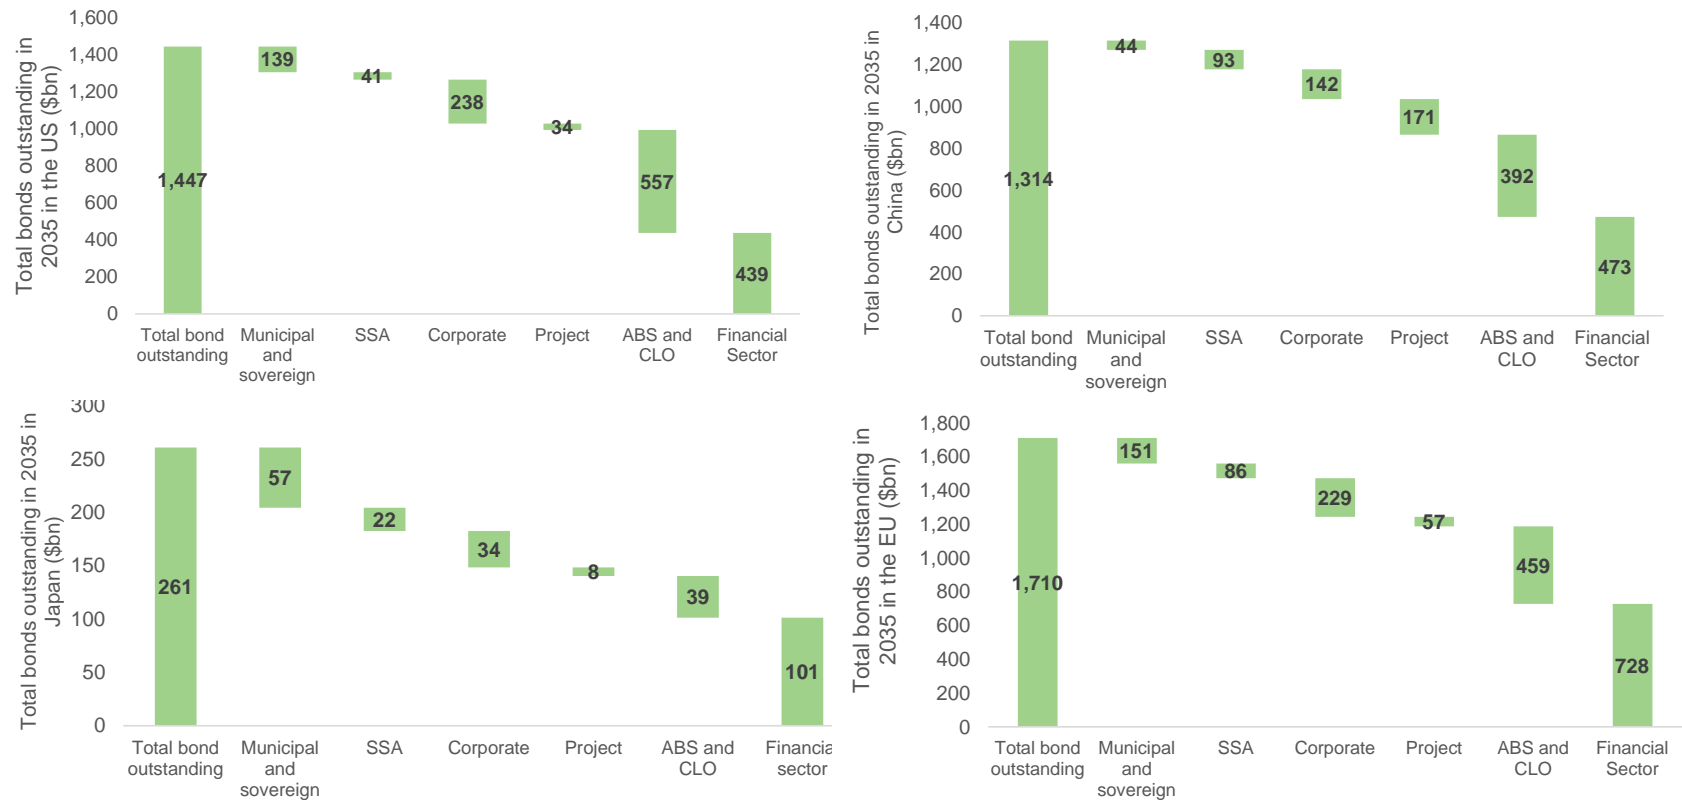 Total bonds outstanding in
2035 in the US ($bn)
1,600
1,400
1,200
1,000
800
600
400
200
0
1,447
139
41
238
34
557
439
Total bond
outstanding
Municipal
and
sovereign
SSA
Corporate
Project
ABS and
CLO
Financial
Sector
Total bonds outstanding in 2035 in
China ($bn)
1,400
1,200
1,000
800
600
400
200
0
1,314
44
93
142
171
392
473
Total bond
outstanding
Municipal
and
sovereign
SSA
Corporate
Project
ABS and
CLO
Financial
Sector
Total bonds outstanding in 2035 in
Japan ($bn)
300
250
200
150
100
50
0
261
57
22
34
8
39
101
Total bond
outstanding
Municipal
and
sovereign
SSA
Corporate
Project
ABS and
CLO
Financia
sector
Total bonds outstanding in
2035 in the EU ($bn)
1,800
1,600
1,400
1,200
1,000
800
600
400
200
0
1,710
151
86
229
57
459
728
Total bond
outstanding
Municipal
and
sovereign
SSA
Corporate
Project
ABS and
CLO
Financial
Sector